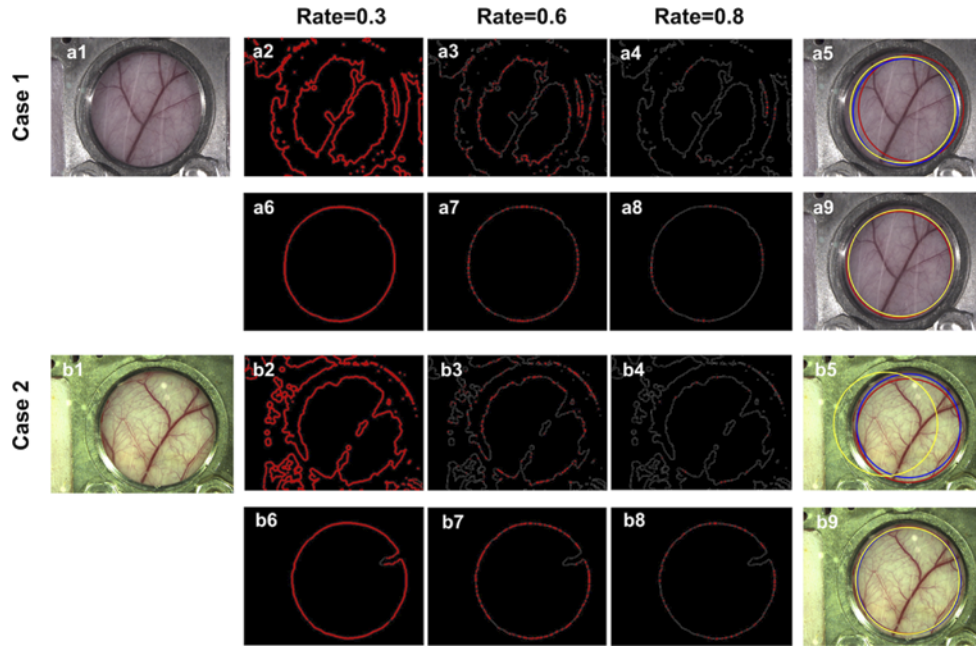 Rate=0.3 Rate=0.6 Rate=0.8
Case 1
a1 a2 a3 a4 a5
a6 a7 a8 a9
Case 2
b1 b2 b3 b4 b5
b6 b7 b8 b9